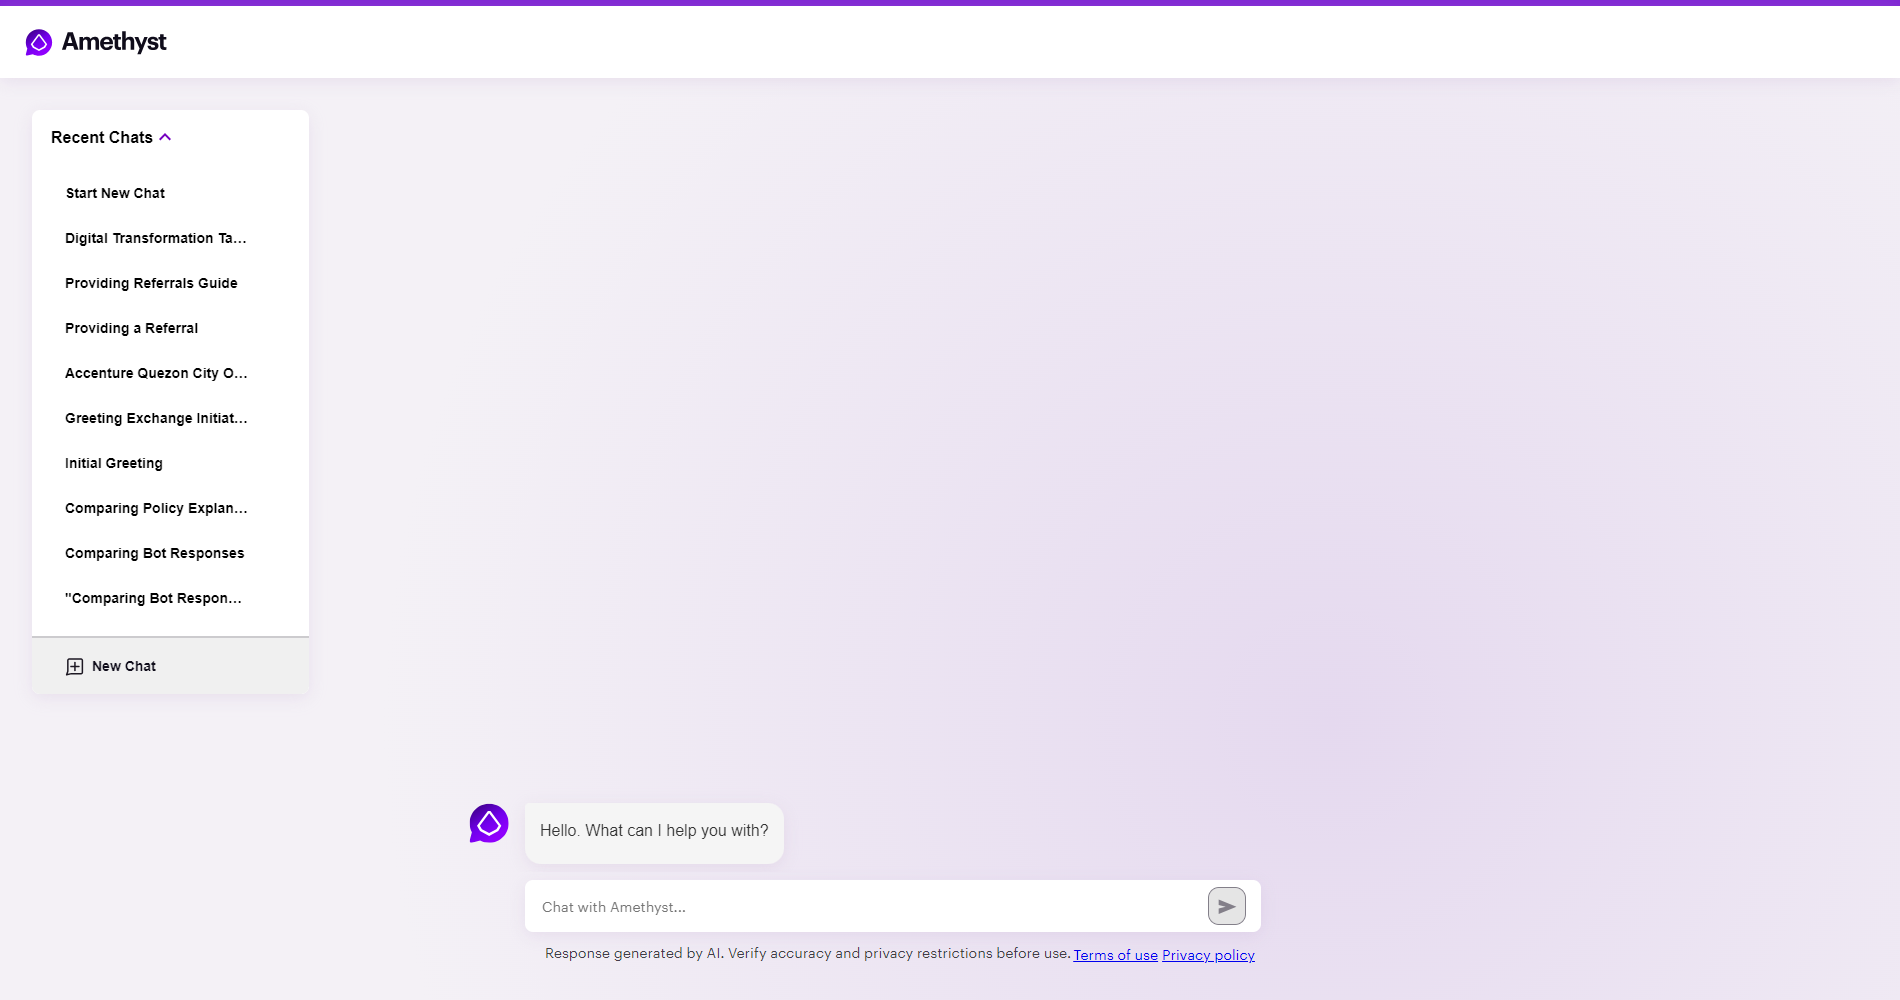 Amethyst
Recent Chats
Start New Chat
Digital Transformation Ta...
Providing Referrals Guide
Providing a Referral
Accenture Quezon City O...
Greeting Exchange Initiat...
Initial Greeting
Comparing Policy Explan...
Comparing Bot Responses
"Comparing Bot Respon...
New Chat
Hello. What can I help you with?
Chat with Amethyst...
Response generated by AI. Verify accuracy and privacy restrictions before use. Terms of use Privacy policy